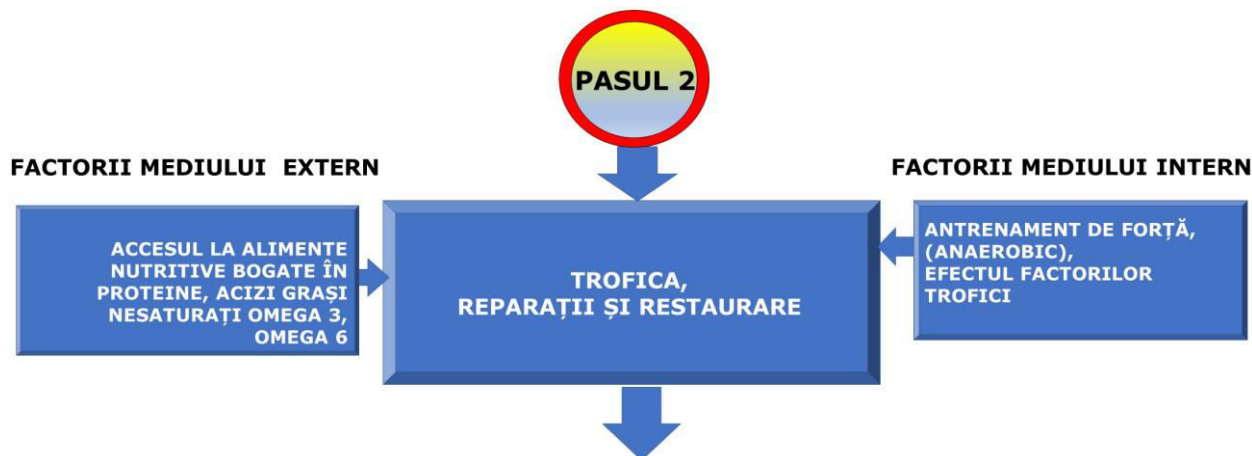 PASUL 2
FACTORII MEDIULUI EXTERN
FACTORII MEDIULUI INTERN
ACCESUL LA ALIMENTE
NUTRITIVE BOGATE ÎN
PROTEINE, ACIZI GRAȘI
NESATURAȚI OMEGA 3,
OMEGA 6
TROFICA,
REPARAȚII ȘI RESTAURARE
ANTRENAMENT DE FORȚĂ,
(ANAEROBIC),
EFECTUL FACTORILOR
TROFICI